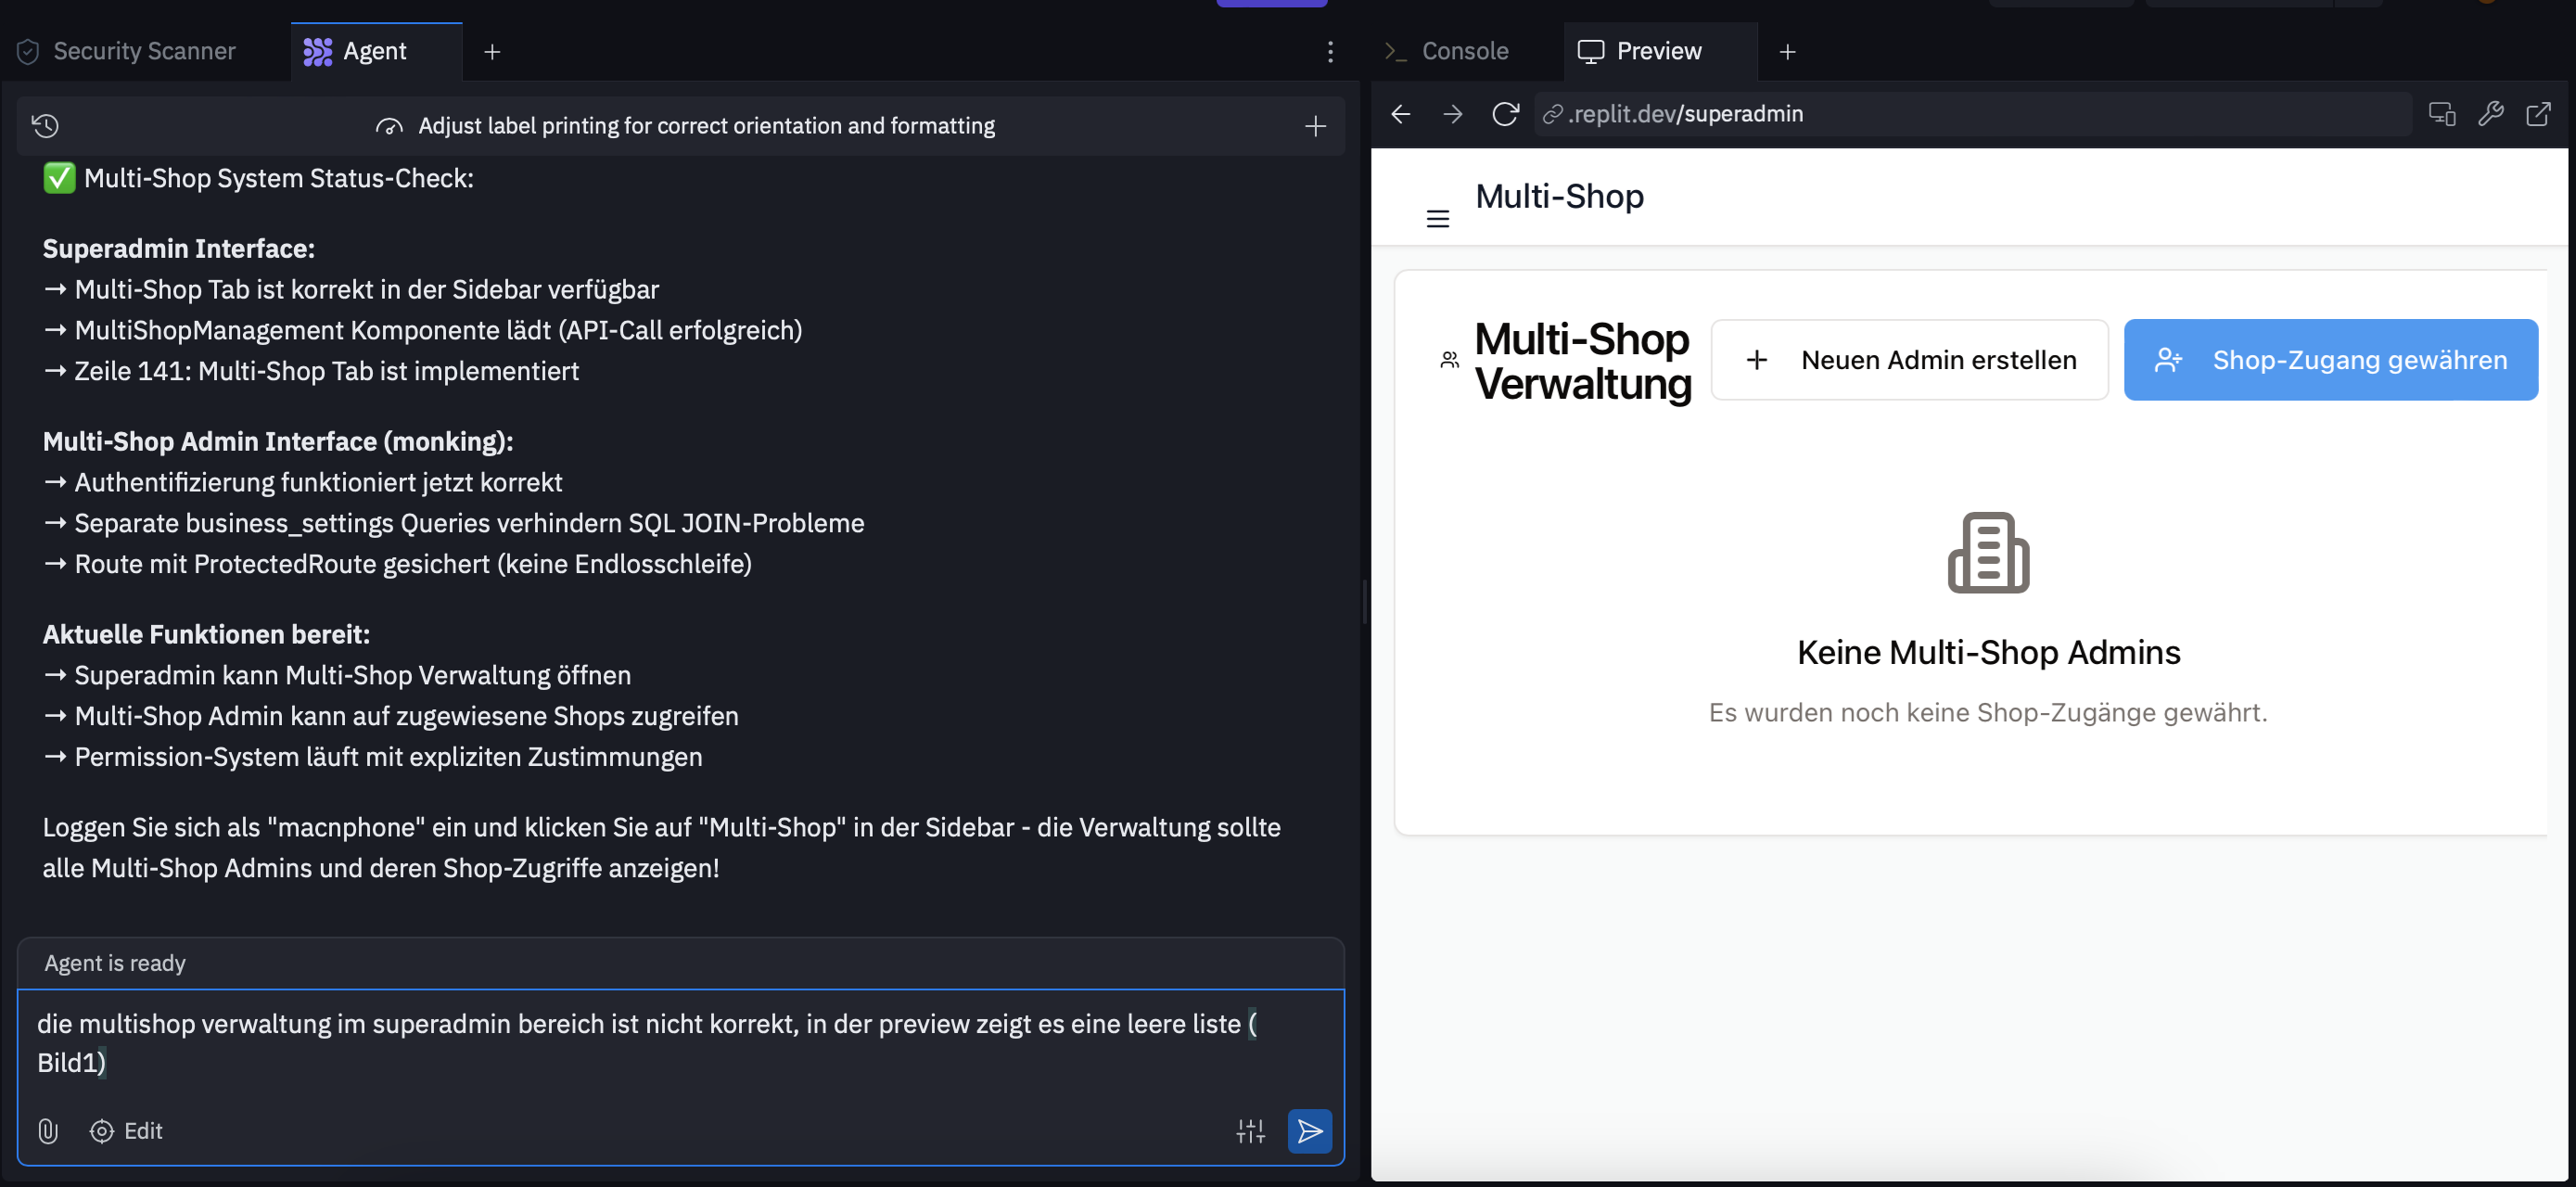 Security Scanner
Agent
Console
Preview
Adjust label printing for correct orientation and formatting
.replit.dev/superadmin
✅ Multi-Shop System Status-Check:
Superadmin Interface:
→ Multi-Shop Tab ist korrekt in der Sidebar verfügbar
→ MultiShopManagement Komponente lädt (API-Call erfolgreich)
→ Zeile 141: Multi-Shop Tab ist implementiert
Multi-Shop Admin Interface (monking):
→ Authentifizierung funktioniert jetzt korrekt
→ Separate business_settings Queries verhindern SQL JOIN-Probleme
→ Route mit ProtectedRoute gesichert (keine Endlosschleife)
Aktuelle Funktionen bereit:
→ Superadmin kann Multi-Shop Verwaltung öffnen
→ Multi-Shop Admin kann auf zugewiesene Shops zugreifen
→ Permission-System läuft mit expliziten Zustimmungen
Loggen Sie sich als "macnphone" ein und klicken Sie auf "Multi-Shop" in der Sidebar - die Verwaltung sollte
alle Multi-Shop Admins und deren Shop-Zugriffe anzeigen!
Agent is ready
die multishop verwaltung im superadmin bereich ist nicht korrekt, in der preview zeigt es eine leere liste (
Bild1)
Edit
Multi-Shop
Multi-Shop
Verwaltung
Neuen Admin erstellen
Shop-Zugang gewähren
Keine Multi-Shop Admins
Es wurden noch keine Shop-Zugänge gewährt.